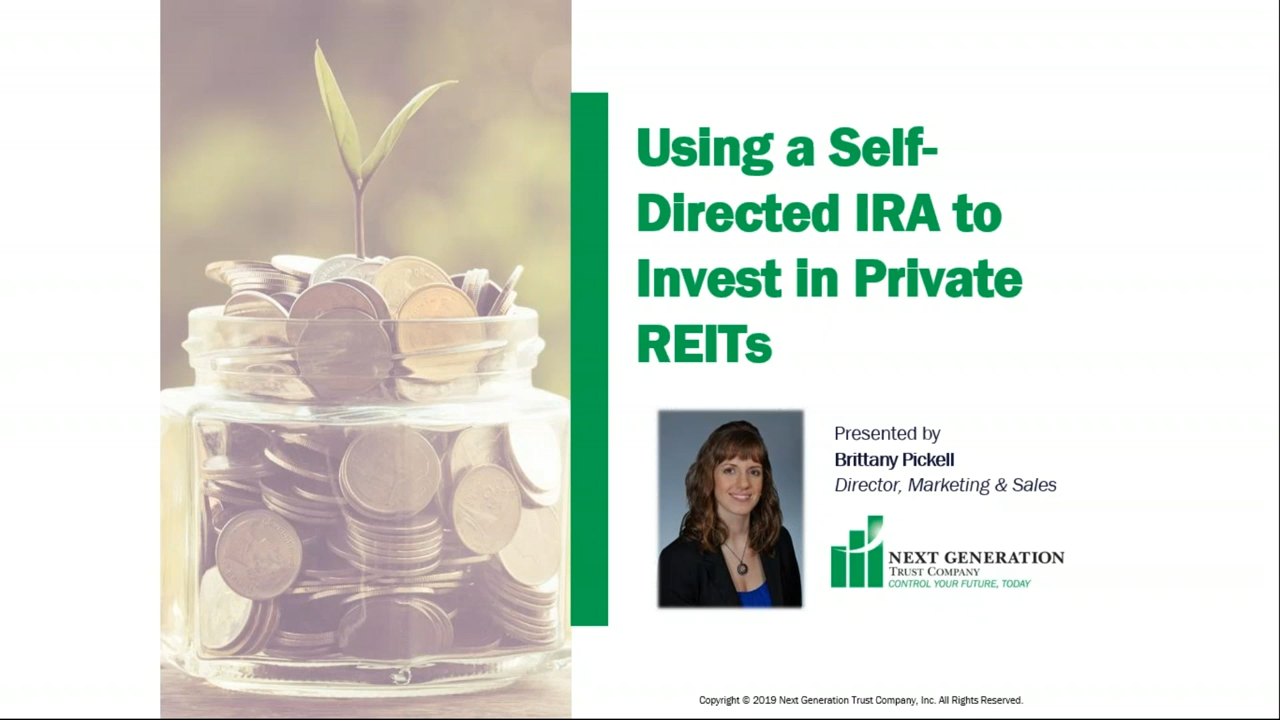 Using a Self-
Directed IRA to
Invest in Private
REITs
Presented by
Brittany Pickell
Director, Marketing & Sales
NEXT GENERATION
TRUST COMPANY
CONTROL YOUR FUTURE, TODAY
Copyright © 2019 Next Generation Trust Company, Inc. All Rights Reserved.